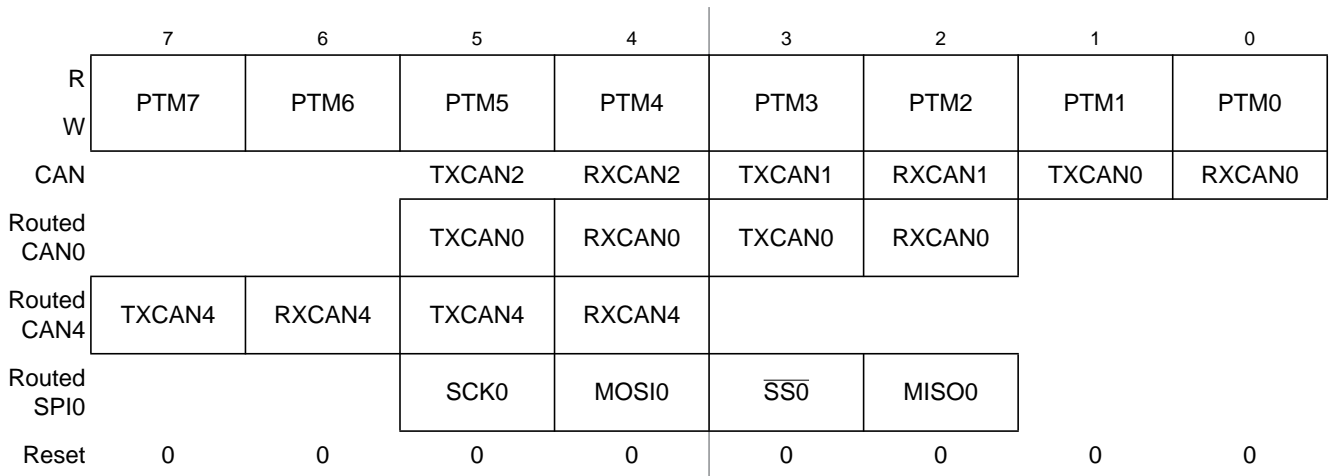 7 6 5 4 3 2 1 0
R
PTM7 PTM6 PTM5 PTM4 PTM3 PTM2 PTM1 PTM0
W
CAN TXCAN2 RXCAN2 TXCAN1 RXCAN1 TXCAN0 RXCAN0
Routed
CAN0
TXCAN0 RXCAN0 TXCAN0 RXCAN0
Routed
CAN4
TXCAN4 RXCAN4 TXCAN4 RXCAN4
Routed
SPI0
SCK0 MOSI0 S̅S̅0̅ MISO0
Reset 0 0 0 0 0 0 0 0